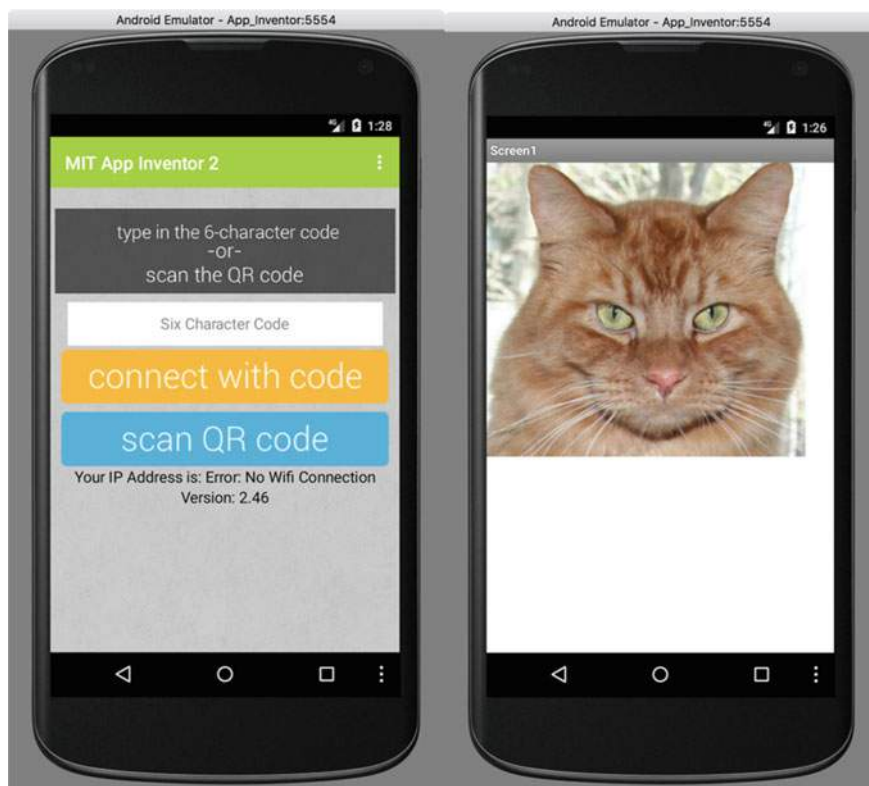 Android Emulator - App_Inventor:5554
4G 1:28
MIT App Inventor 2
type in the 6-character code
-or-
scan the QR code
Six Character Code
connect with code
scan QR code
Your IP Address is: Error: No Wifi Connection
Version: 2.46
Android Emulator - App_Inventor:5554
4G 1:26
Screen1